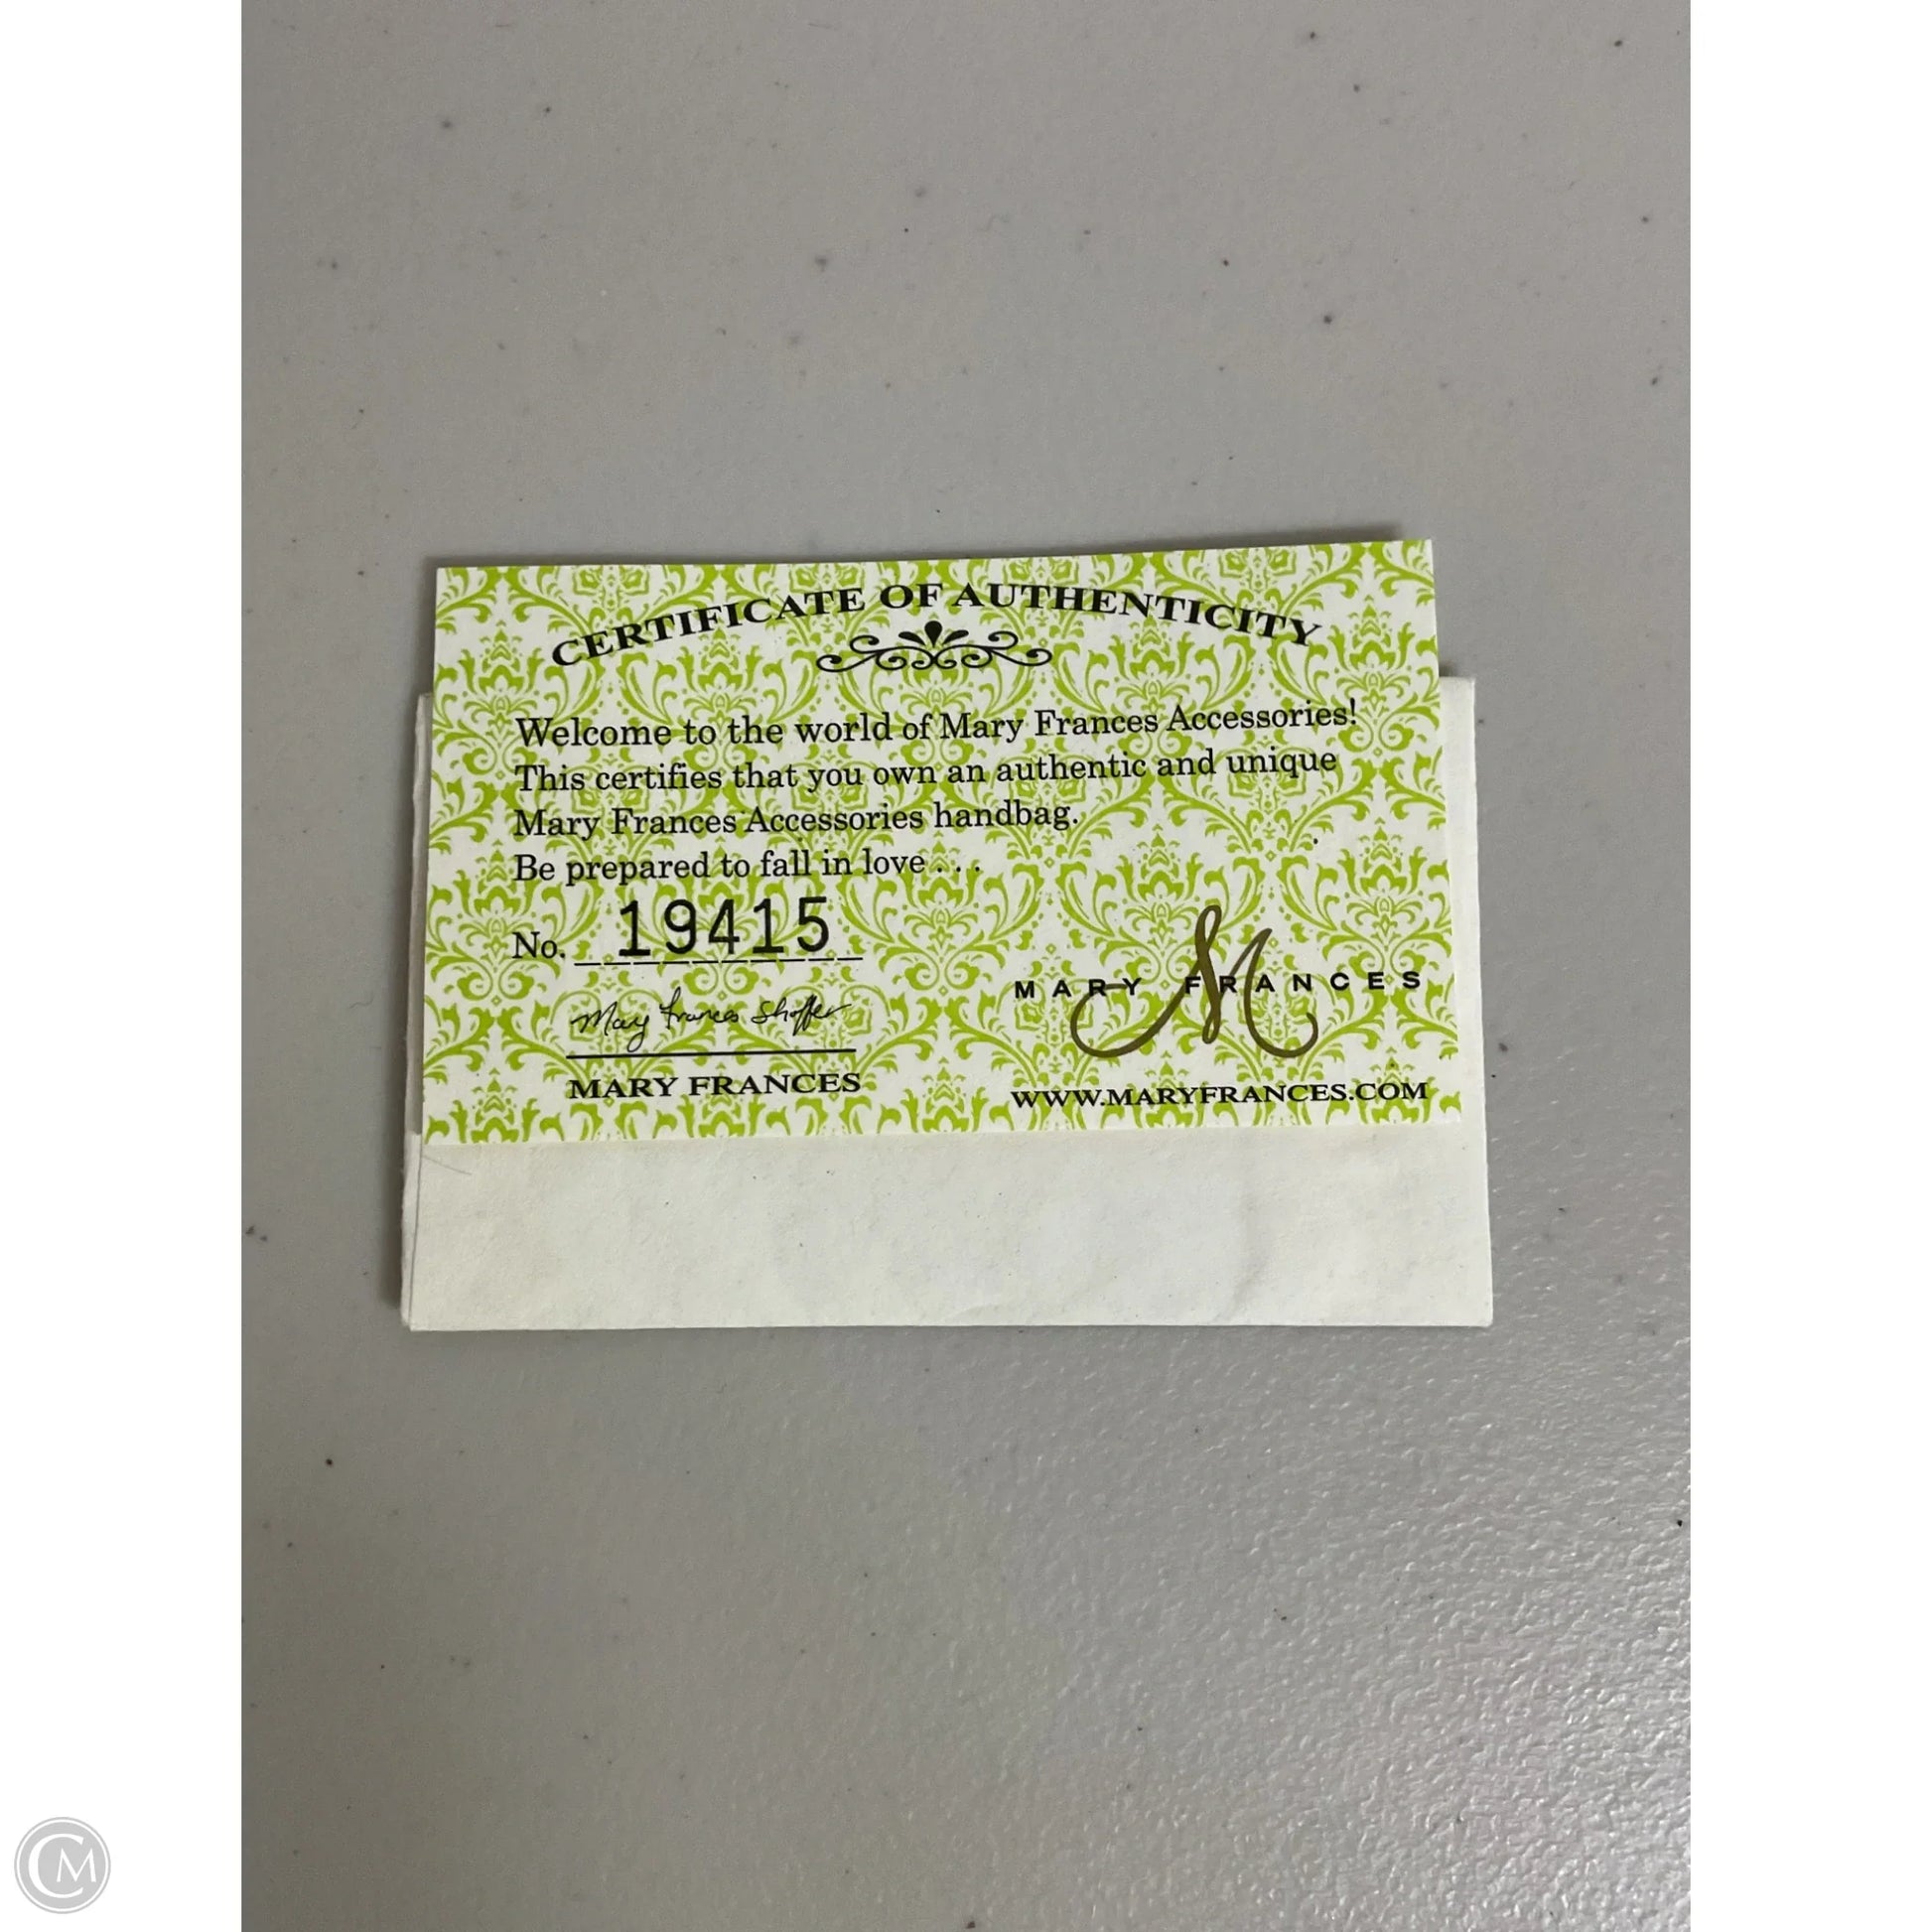 CERTIFICATE OF AUTHENTICITY
Welcome to the world of Mary Frances Accessories!
This certifies that you own an authentic and unique
Mary Frances Accessories handbag.
Be prepared to fall in love . . .
No. 19415
Mary Frances Shoffer
MARY FRANCES
M
MARY FRANCES
WWW.MARYFRANCES.COM
CM